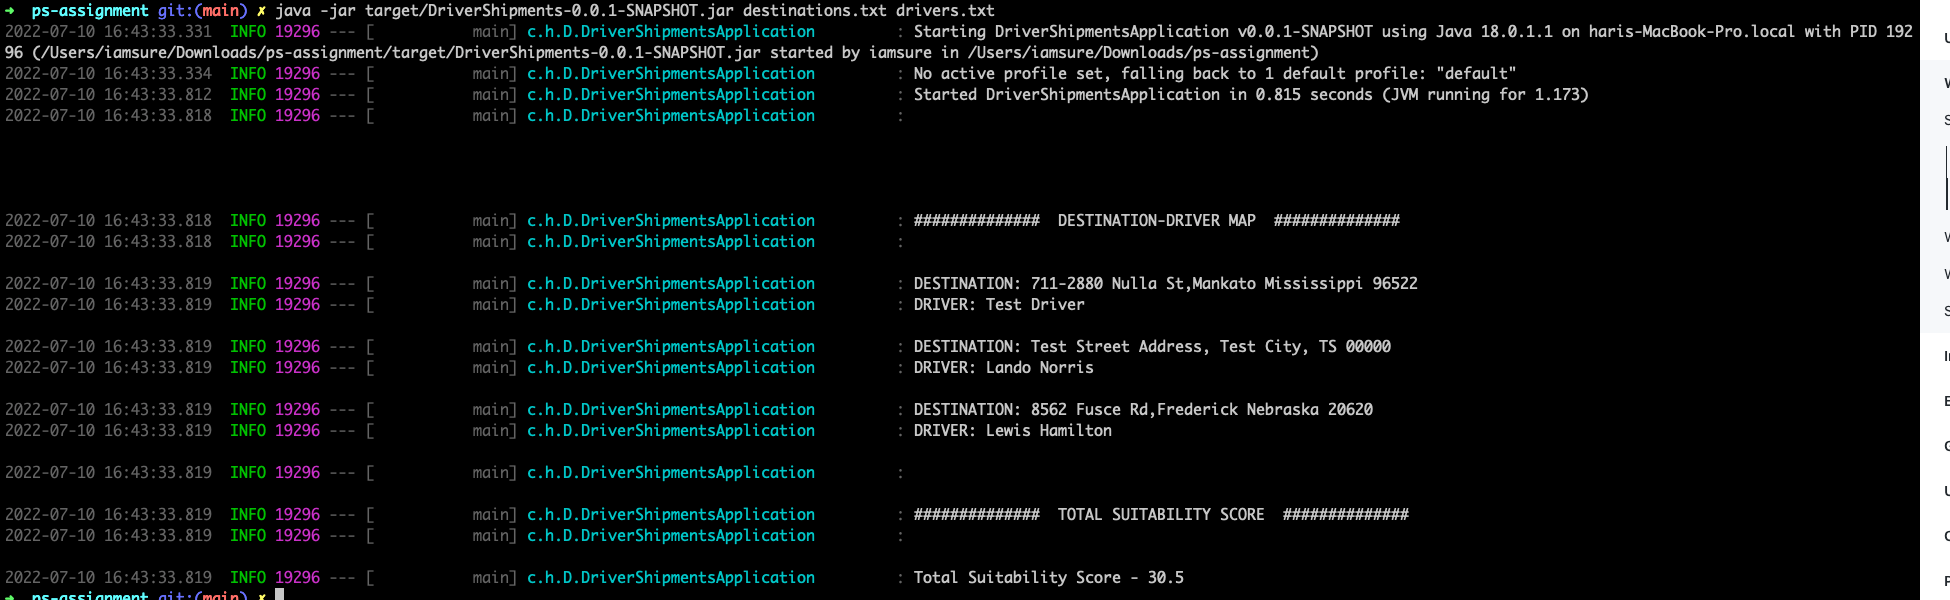 ➜  ps-assignment git:(main) ✗ java -jar target/DriverShipments-0.0.1-SNAPSHOT.jar destinations.txt drivers.txt
2022-07-10 16:43:33.331  INFO 19296 --- [           main] c.h.D.DriverShipmentsApplication         : Starting DriverShipmentsApplication v0.0.1-SNAPSHOT using Java 18.0.1.1 on haris-MacBook-Pro.local with PID 192
96 (/Users/iamsure/Downloads/ps-assignment/target/DriverShipments-0.0.1-SNAPSHOT.jar started by iamsure in /Users/iamsure/Downloads/ps-assignment)
2022-07-10 16:43:33.334  INFO 19296 --- [           main] c.h.D.DriverShipmentsApplication         : No active profile set, falling back to 1 default profile: "default"
2022-07-10 16:43:33.812  INFO 19296 --- [           main] c.h.D.DriverShipmentsApplication         : Started DriverShipmentsApplication in 0.815 seconds (JVM running for 1.173)
2022-07-10 16:43:33.818  INFO 19296 --- [           main] c.h.D.DriverShipmentsApplication         :
2022-07-10 16:43:33.818  INFO 19296 --- [           main] c.h.D.DriverShipmentsApplication         : ##############  DESTINATION-DRIVER MAP  ##############
2022-07-10 16:43:33.818  INFO 19296 --- [           main] c.h.D.DriverShipmentsApplication         :
2022-07-10 16:43:33.819  INFO 19296 --- [           main] c.h.D.DriverShipmentsApplication         : DESTINATION: 711-2880 Nulla St,Mankato Mississippi 96522
2022-07-10 16:43:33.819  INFO 19296 --- [           main] c.h.D.DriverShipmentsApplication         : DRIVER: Test Driver
2022-07-10 16:43:33.819  INFO 19296 --- [           main] c.h.D.DriverShipmentsApplication         : DESTINATION: Test Street Address, Test City, TS 00000
2022-07-10 16:43:33.819  INFO 19296 --- [           main] c.h.D.DriverShipmentsApplication         : DRIVER: Lando Norris
2022-07-10 16:43:33.819  INFO 19296 --- [           main] c.h.D.DriverShipmentsApplication         : DESTINATION: 8562 Fusce Rd,Frederick Nebraska 20620
2022-07-10 16:43:33.819  INFO 19296 --- [           main] c.h.D.DriverShipmentsApplication         : DRIVER: Lewis Hamilton
2022-07-10 16:43:33.819  INFO 19296 --- [           main] c.h.D.DriverShipmentsApplication         :
2022-07-10 16:43:33.819  INFO 19296 --- [           main] c.h.D.DriverShipmentsApplication         : ##############  TOTAL SUITABILITY SCORE  ##############
2022-07-10 16:43:33.819  INFO 19296 --- [           main] c.h.D.DriverShipmentsApplication         :
2022-07-10 16:43:33.819  INFO 19296 --- [           main] c.h.D.DriverShipmentsApplication         : Total Suitability Score - 30.5
➜  ps-assignment git:(main) ✗